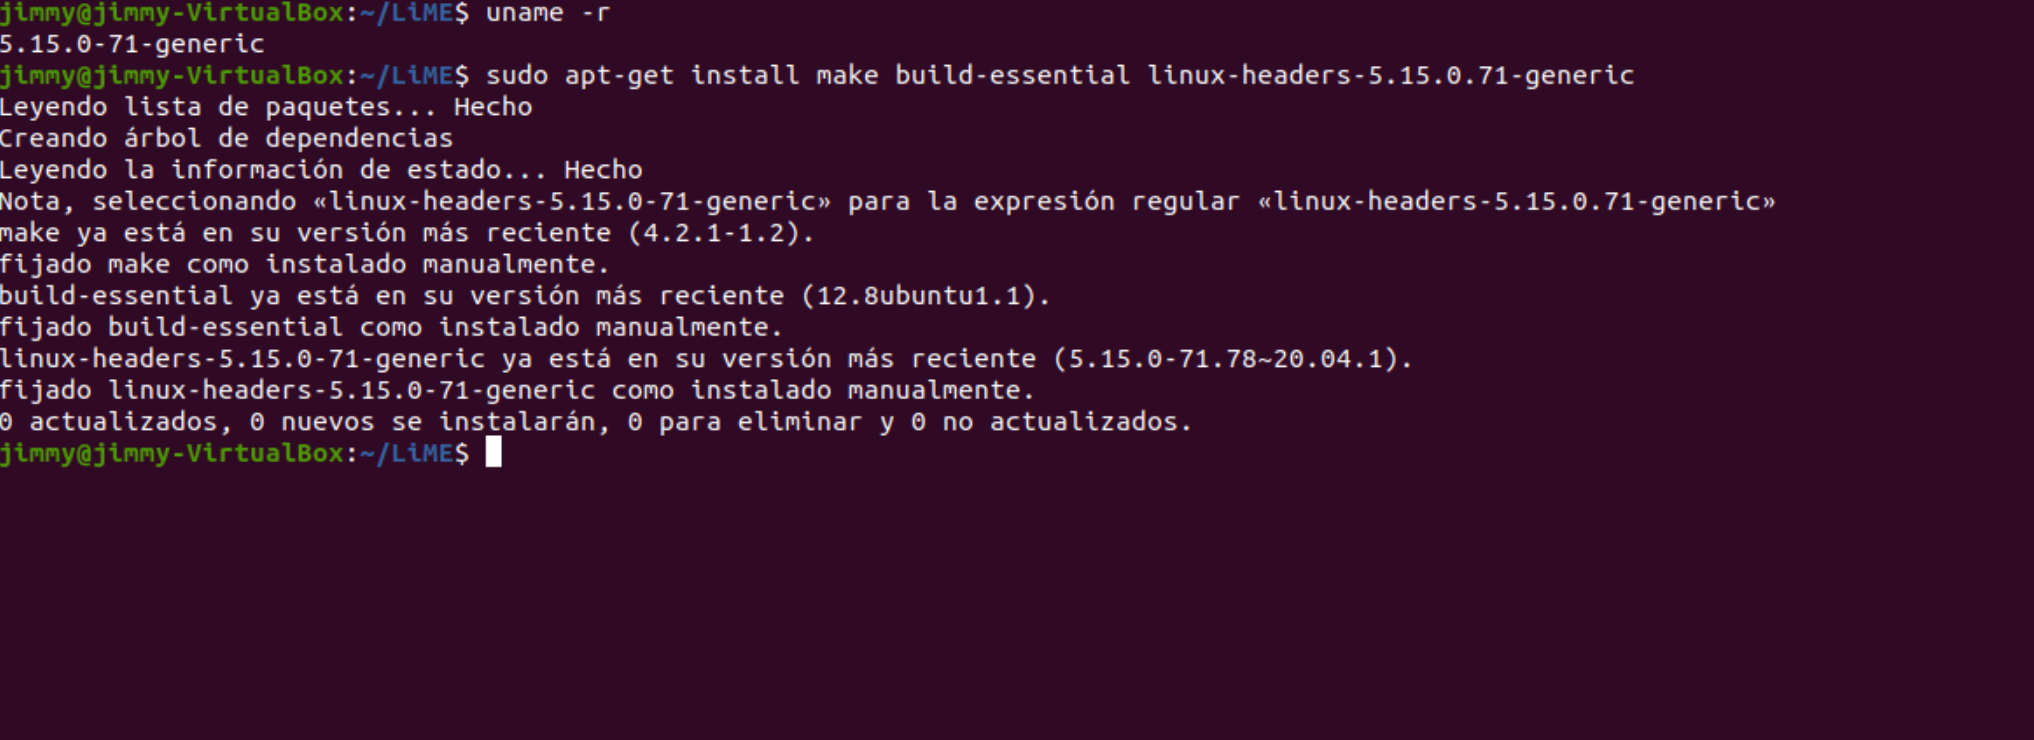 jimmy@jimmy-VirtualBox:~/LiME$ uname -r
5.15.0-71-generic
jimmy@jimmy-VirtualBox:~/LiME$ sudo apt-get install make build-essential linux-headers-5.15.0.71-generic
Leyendo lista de paquetes... Hecho
Creando árbol de dependencias
Leyendo la información de estado... Hecho
Nota, seleccionando «linux-headers-5.15.0-71-generic» para la expresión regular «linux-headers-5.15.0.71-generic»
make ya está en su versión más reciente (4.2.1-1.2).
fijado make como instalado manualmente.
build-essential ya está en su versión más reciente (12.8ubuntu1.1).
fijado build-essential como instalado manualmente.
linux-headers-5.15.0-71-generic ya está en su versión más reciente (5.15.0-71.78~20.04.1).
fijado linux-headers-5.15.0-71-generic como instalado manualmente.
0 actualizados, 0 nuevos se instalarán, 0 para eliminar y 0 no actualizados.
jimmy@jimmy-VirtualBox:~/LiME$